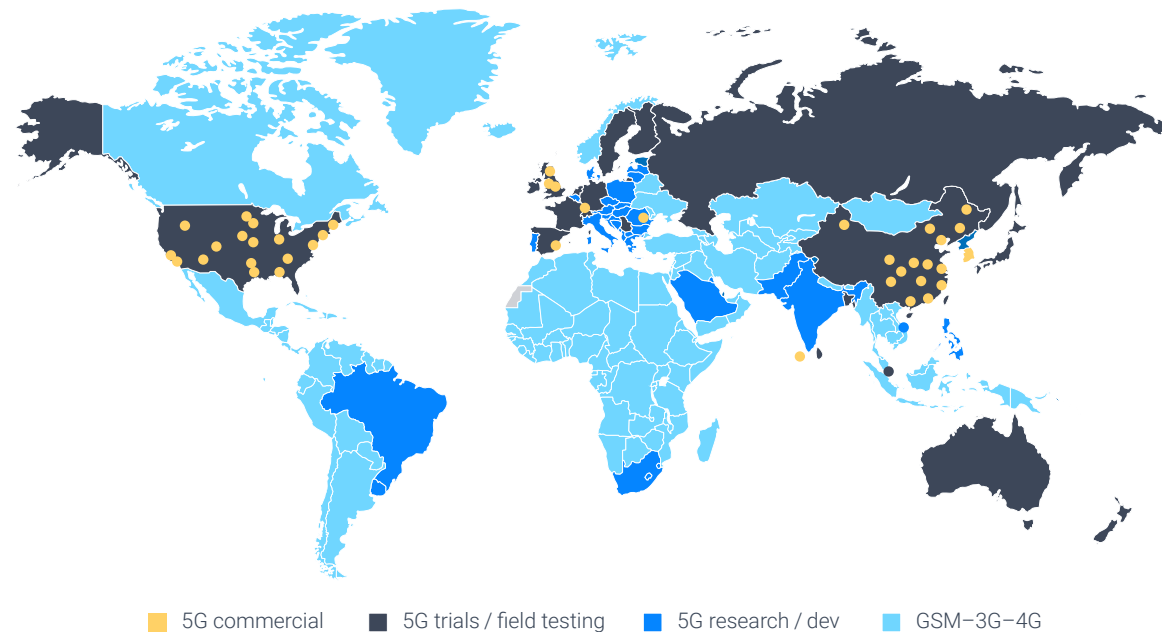 5G commercial
5G trials / field testing
5G research / dev
GSM–3G–4G